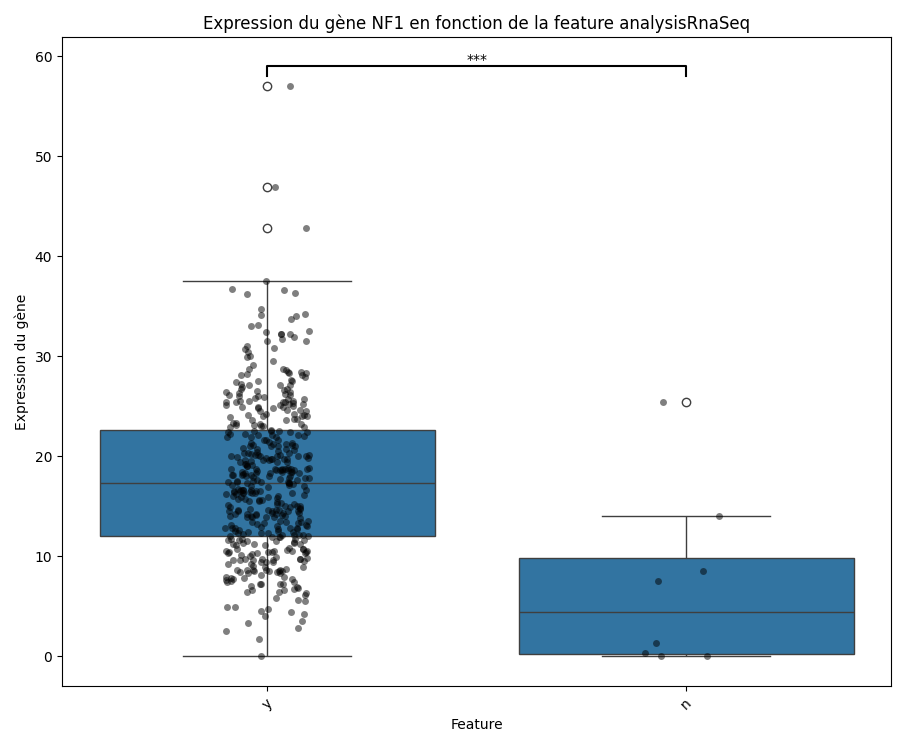 Expression du gène NF1 en fonction de la feature analysisRnaSeq
***
60
50
40
30
20
10
0
Expression du gène
y
n
Feature